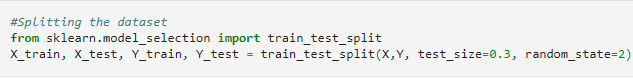 #Splitting the dataset
from sklearn.model_selection import train_test_split
X_train, X_test, Y_train, Y_test = train_test_split(X,Y, test_size=0.3, random_state=2)